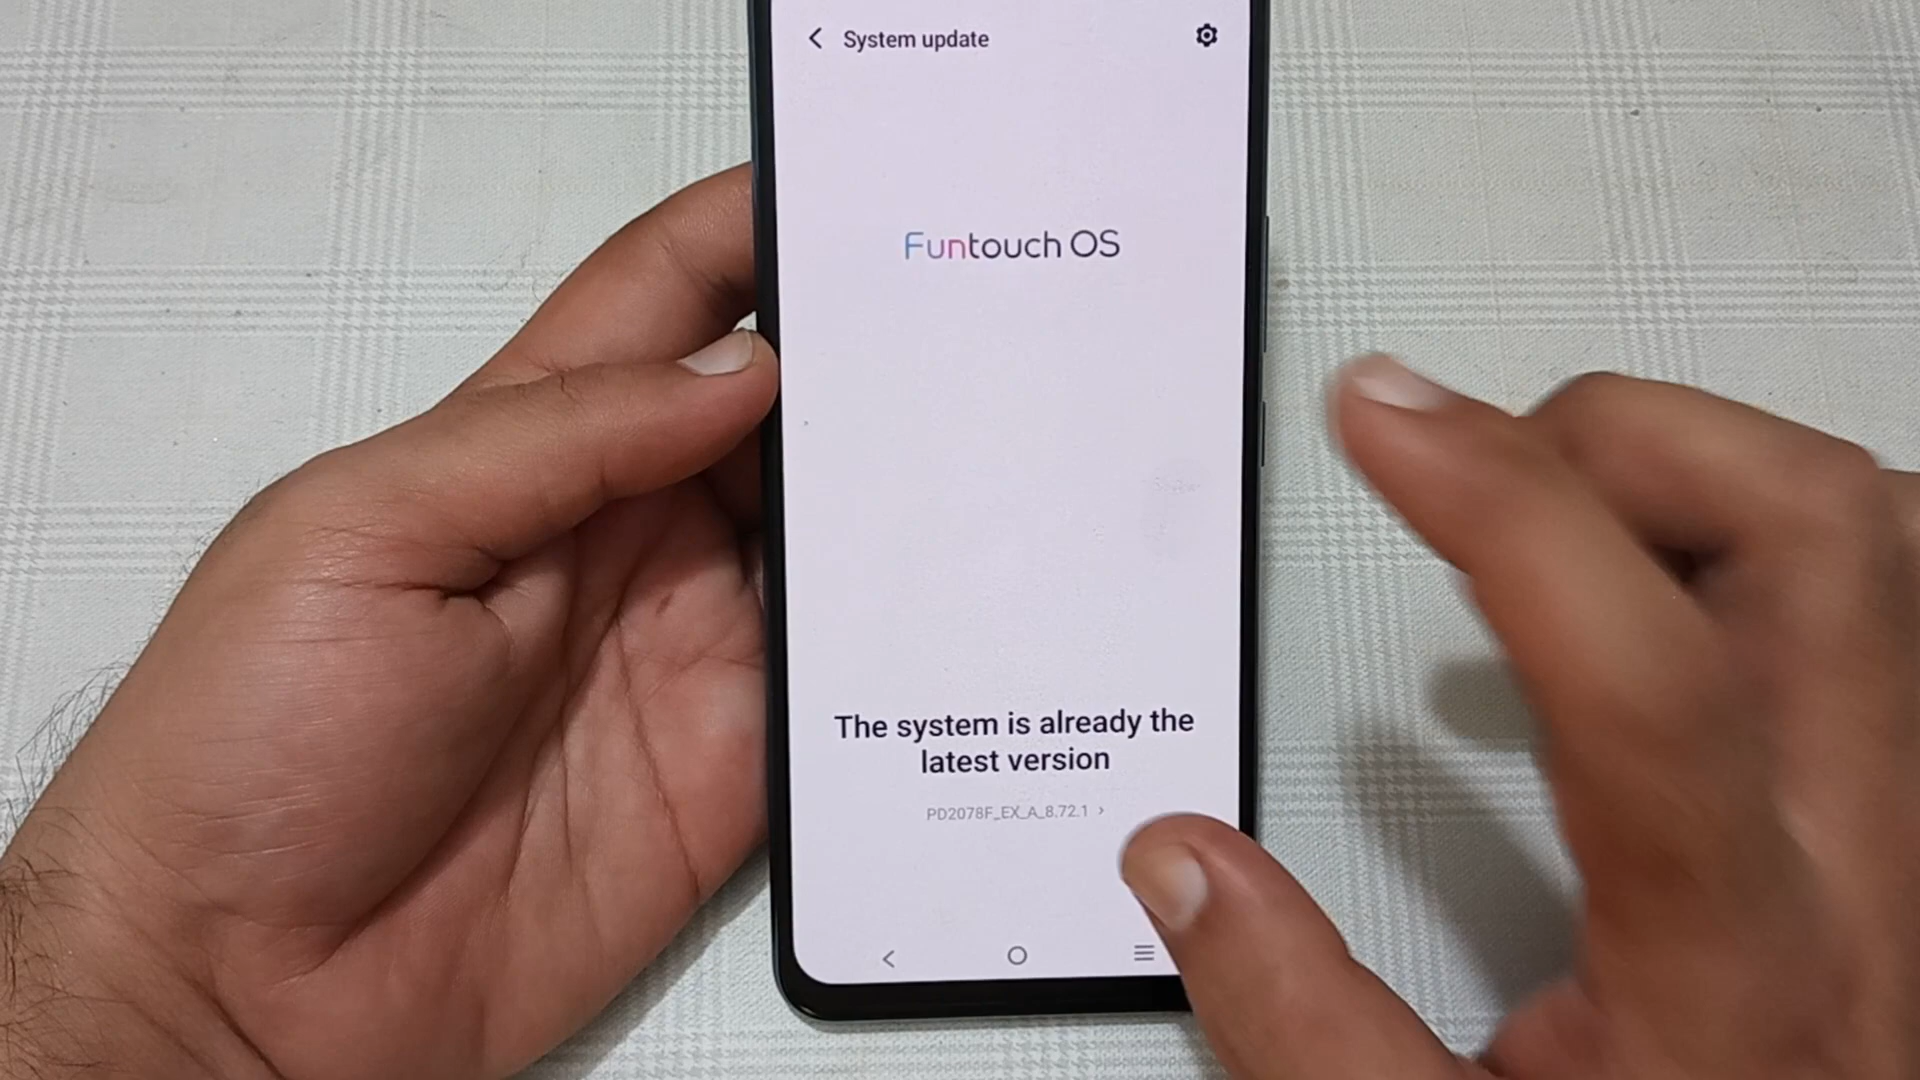 System update
Funtouch OS
The system is already the
latest version
PD2078F_EX_A_8.72.1 >